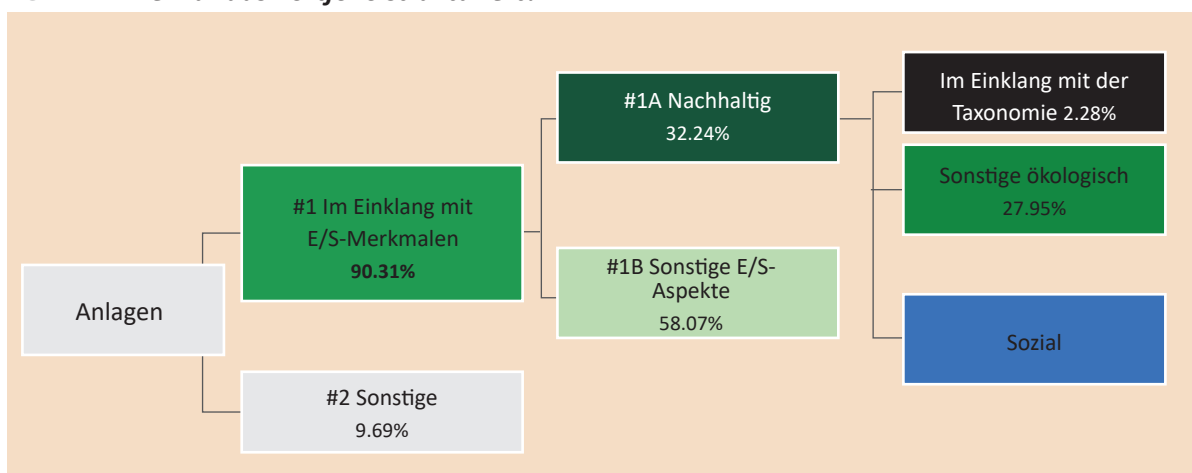 Anlagen
#1 Im Einklang mit
E/S-Merkmalen
90.31%
#2 Sonstige
9.69%
#1A Nachhaltig
32.24%
#1B Sonstige E/S-
Aspekte
58.07%
Im Einklang mit der
Taxonomie 2.28%
Sonstige ökologisch
27.95%
Sozial